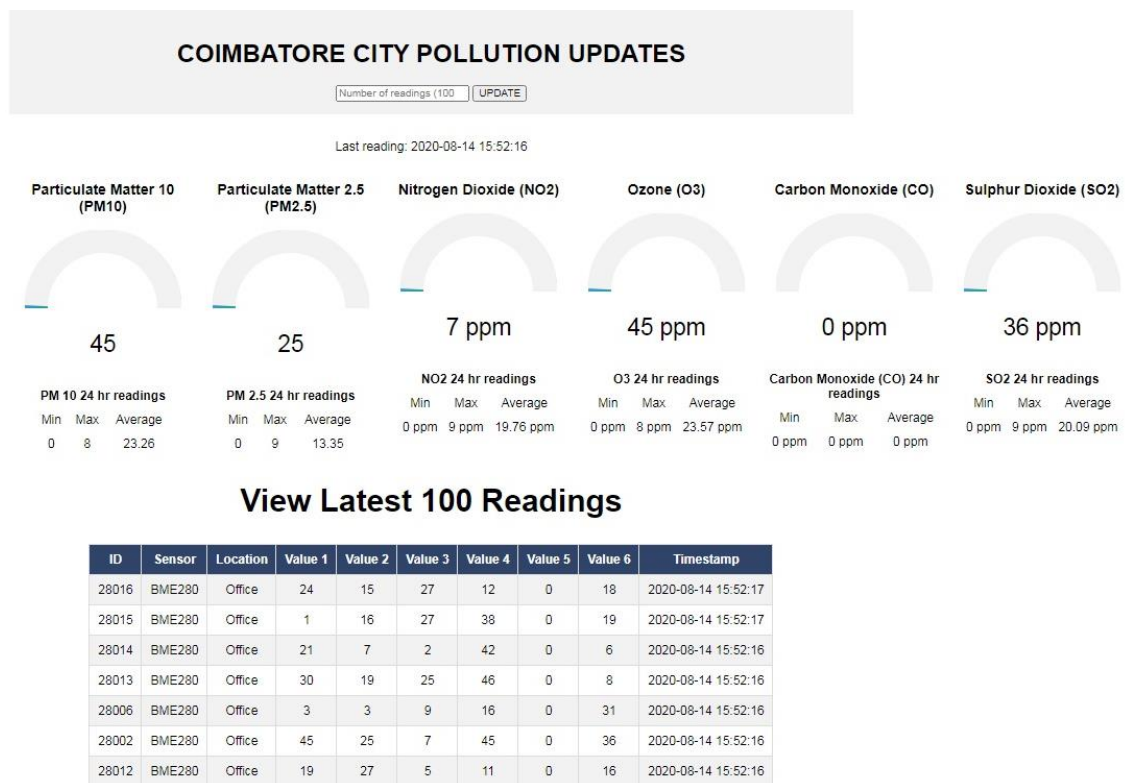 COIMBATORE CITY POLLUTION UPDATES
Number of readings (100 UPDATE
Last reading: 2020-08-14 15:52:16
Particulate Matter 10 (PM10)
45
PM 10 24 hr readings
Min Max Average
0 8 23.26
Particulate Matter 2.5 (PM2.5)
25
PM 2.5 24 hr readings
Min Max Average
0 9 13.35
Nitrogen Dioxide (NO2)
7 ppm
NO2 24 hr readings
Min Max Average
0 ppm 9 ppm 19.76 ppm
Ozone (O3)
45 ppm
O3 24 hr readings
Min Max Average
0 ppm 8 ppm 23.57 ppm
Carbon Monoxide (CO)
0 ppm
Carbon Monoxide (CO) 24 hr readings
Min Max Average
0 ppm 0 ppm 0 ppm
Sulphur Dioxide (SO2)
36 ppm
SO2 24 hr readings
Min Max Average
0 ppm 9 ppm 20.09 ppm
View Latest 100 Readings
ID Sensor Location Value 1 Value 2 Value 3 Value 4 Value 5 Value 6 Timestamp
28016 BME280 Office 24 15 27 12 0 18 2020-08-14 15:52:17
28015 BME280 Office 1 16 27 38 0 19 2020-08-14 15:52:17
28014 BME280 Office 21 7 2 42 0 6 2020-08-14 15:52:16
28013 BME280 Office 30 19 25 46 0 8 2020-08-14 15:52:16
28006 BME280 Office 3 3 9 16 0 31 2020-08-14 15:52:16
28002 BME280 Office 45 25 7 45 0 36 2020-08-14 15:52:16
28012 BME280 Office 19 27 5 11 0 16 2020-08-14 15:52:16